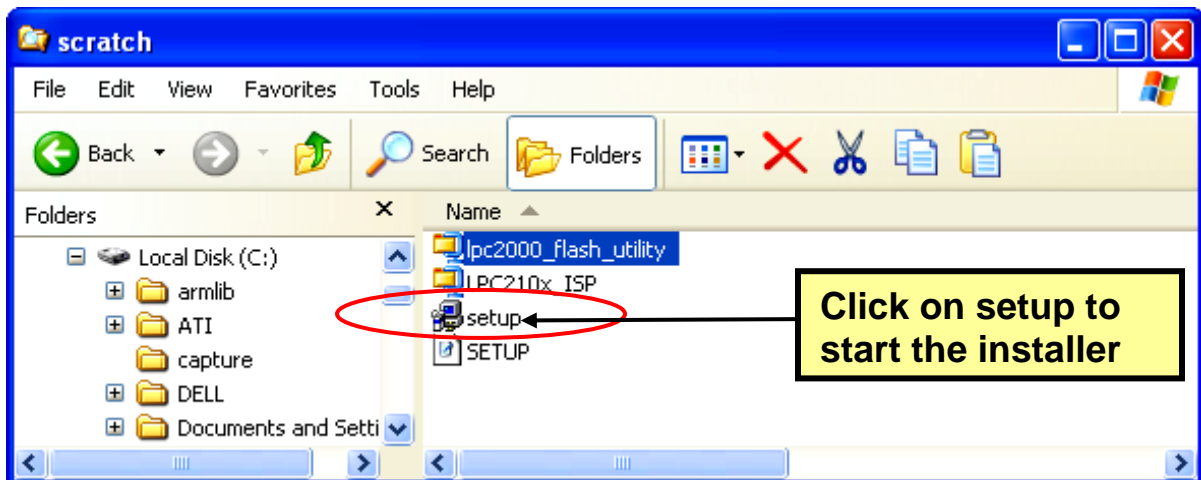 scratch
File Edit View Favorites Tools Help
Back Search Folders
Folders Name
Local Disk (C:)
armlib
ATI
capture
DELL
Documents and Setti
lpc2000_flash_utility
LPC210x_ISP
setup
SETUP
Click on setup to
start the installer